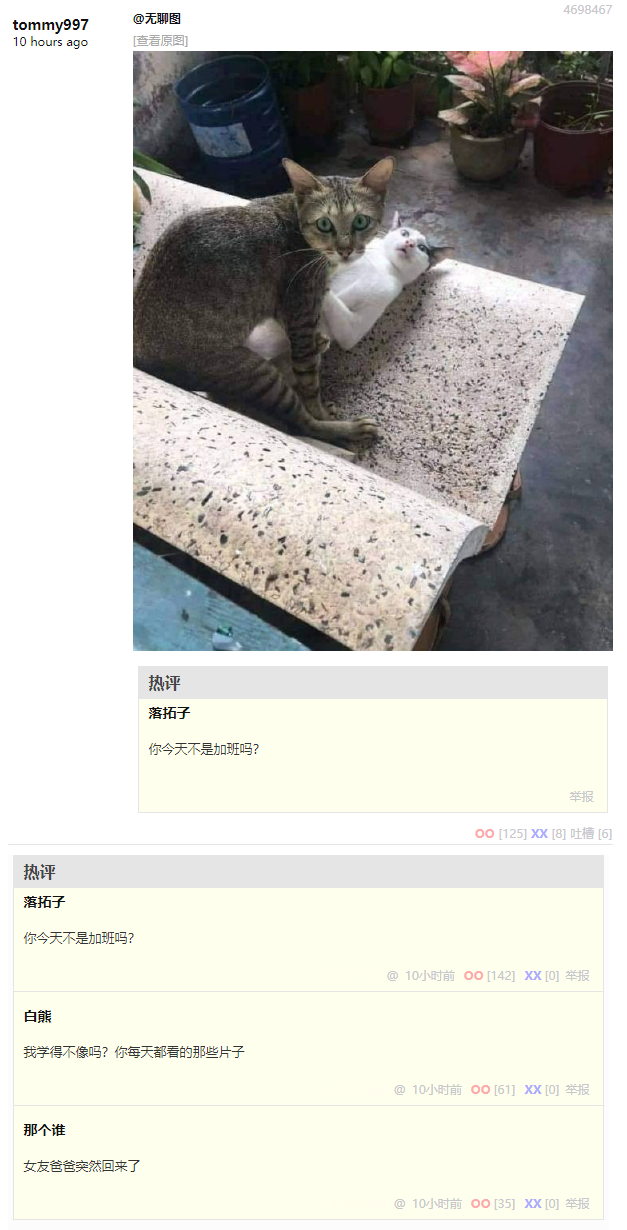 4698467
tommy997
10 hours ago
@无聊图
[查看原图]
热评
落拓子
你今天不是加班吗?
举报
OO [125] XX [8] 吐槽 [6]
热评
落拓子
你今天不是加班吗?
@ 10小时前 OO [142] XX [0] 举报
白熊
我学得不像吗? 你每天都看的那些片子
@ 10小时前 OO [61] XX [0] 举报
那个谁
女友爸爸突然回来了
@ 10小时前 OO [35] XX [0] 举报